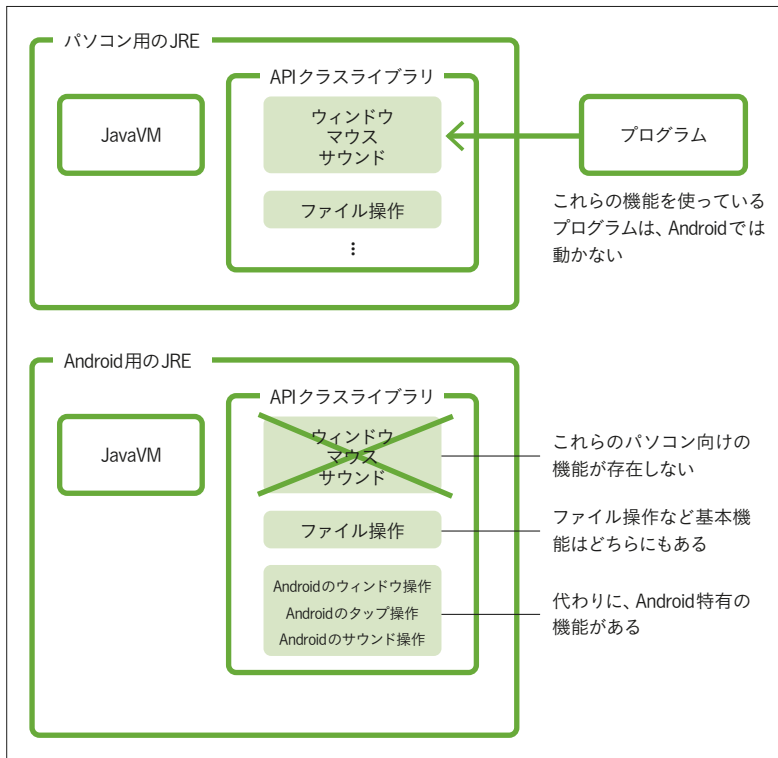 パソコン用のJRE
APIクラスライブラリ
JavaVM
ウィンドウ
マウス
サウンド
プログラム
ファイル操作
これらの機能を使っている
プログラムは、Androidでは
動かない
Android用のJRE
APIクラスライブラリ
JavaVM
ウィンドウ
マウス
サウンド
これらのパソコン向けの
機能が存在しない
ファイル操作
ファイル操作など基本機
能はどちらにもある
Androidのウィンドウ操作
Androidのタップ操作
Androidのサウンド操作
代わりに、Android特有の
機能がある